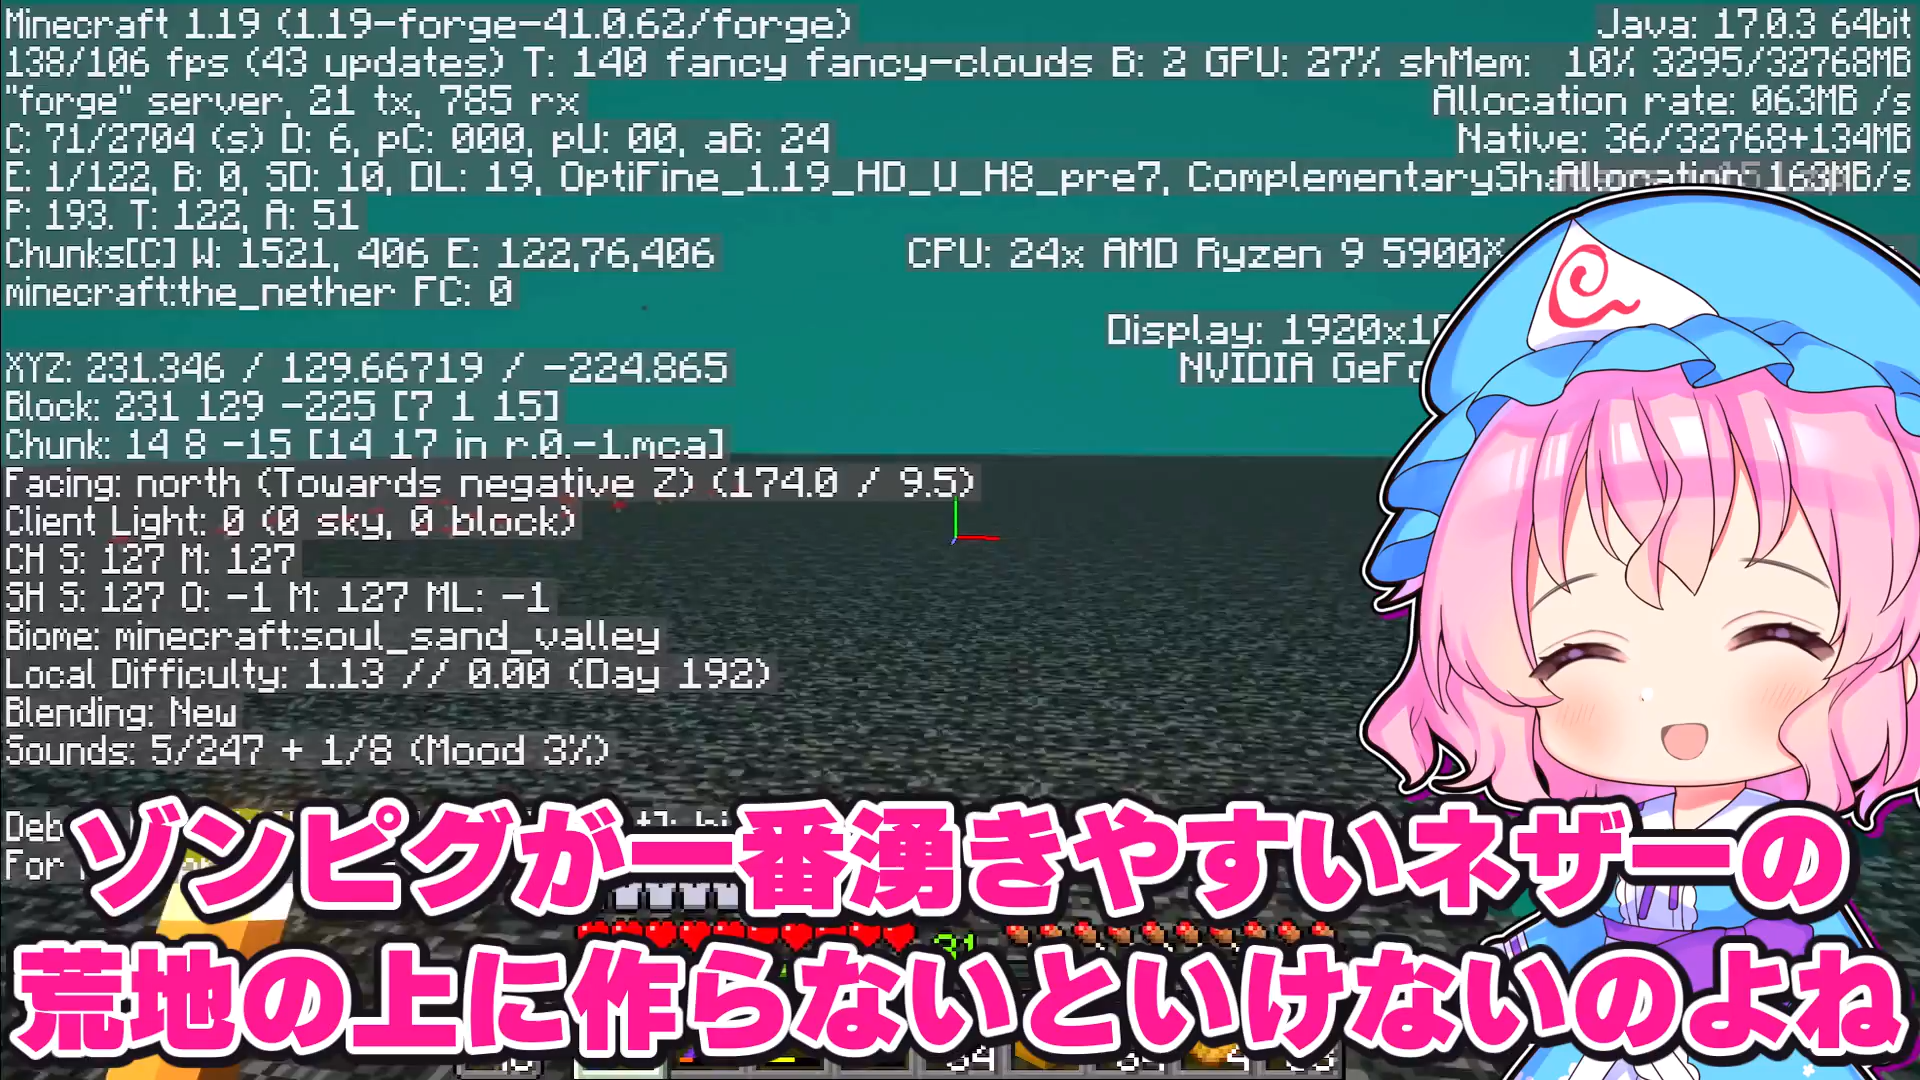 Minecraft 1.19 (1.19-forge-41.0.62/forge)
Java: 17.0.3 64bit
138/106 fps (43 updates) T: 140 fancy fancy-clouds B: 2 GPU: 27% shMem: 10% 3295/32768MB
"forge" server, 21 tx, 785 rx
Allocation rate: 063MB /s
C: 71/2704 (s) D: 6, pC: 000, pU: 00, aB: 24
Native: 36/32768+134MB
E: 1/122, B: 0, SD: 10, DL: 19, OptiFine_1.19_HD_U_H8_pre7, ComplementarySha
163MB/s
P: 193. T: 122, A: 51
Chunks[C] W: 1521, 406 E: 122,76,406
CPU: 24x AMD Ryzen 9 5900X
minecraft:the_nether FC: 0
Display: 1920x10
XYZ: 231.346 / 129.66719 / -224.865
NVIDIA GeFo
Block: 231 129 -225 [7 1 15]
Chunk: 14 8 -15 [14 17 in r.0.-1.mca]
Facing: north (Towards negative Z) (174.0 / 9.5)
Client Light: 0 (0 sky, 0 block)
CH S: 127 M: 127
SH S: 127 O: -1 M: 127 ML: -1
Biome: minecraft:soul_sand_valley
Local Difficulty: 1.13 // 0.00 (Day 192)
Blending: New
Sounds: 5/247 + 1/8 (Mood 3%)
Deb
For
ゾンピグが一番湧きやすいネザーの
31
荒地の上に作らないといけないのよね